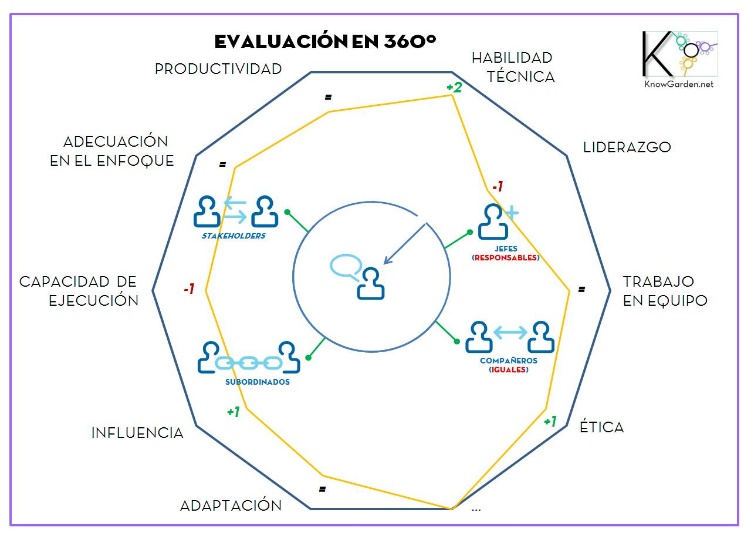 EVALUACIÓN EN 360º
KnowGarden.net
PRODUCTIVIDAD
HABILIDAD
TÉCNICA
+2
=
ADECUACIÓN
EN EL ENFOQUE
=
LIDERAZGO
-1
STAKEHOLDERS
JEFES
(RESPONSABLES)
CAPACIDAD DE
EJECUCIÓN
-1
=
TRABAJO
EN EQUIPO
SUBORDINADOS
COMPAÑEROS
(IGUALES)
INFLUENCIA
+1
+1
ÉTICA
ADAPTACIÓN
=
...